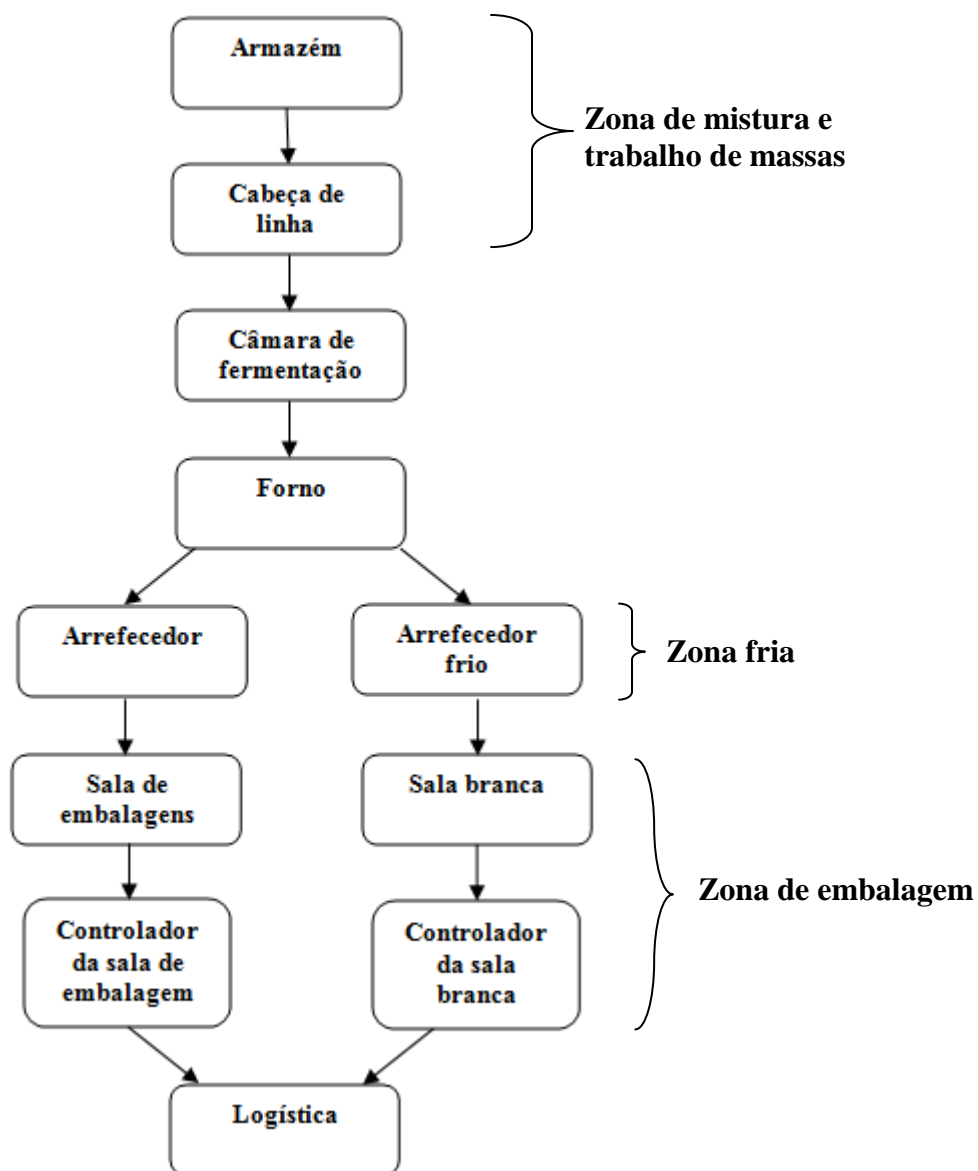 Armazém
Zona de mistura e
trabalho de massas
Cabeça de
linha
Câmara de
fermentação
Forno
Arrefecedor
Arrefecedor
frio
Zona fria
Sala de
embalagens
Sala branca
Zona de embalagem
Controlador
da sala de
embalagem
Controlador
da sala
branca
Logística